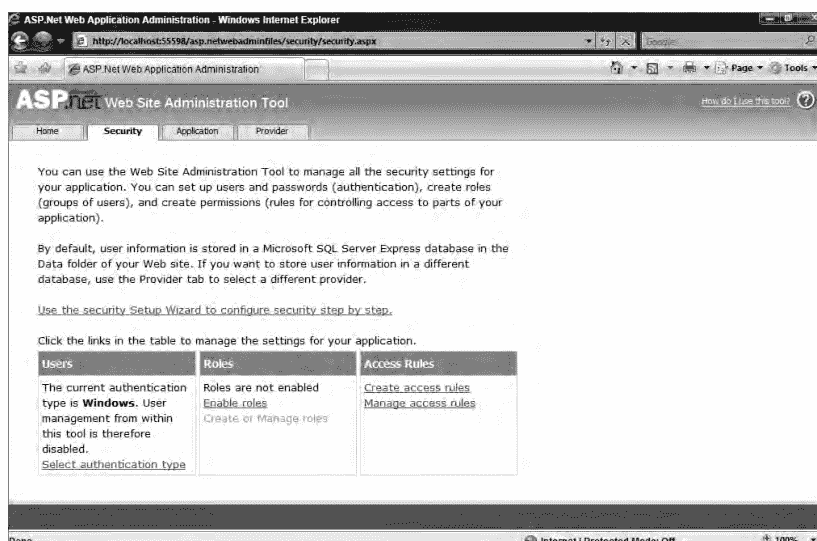 ASP.Net Web Application Administration - Windows Internet Explorer
http://localhost:55598/asp.netwebadminfiles/security/security.aspx
Google
ASP.Net Web Application Administration
Page
Tools
ASP.net Web Site Administration Tool
How do I use this tool? ?
Home
Security
Application
Provider
You can use the Web Site Administration Tool to manage all the security settings for
your application. You can set up users and passwords (authentication), create roles
(groups of users), and create permissions (rules for controlling access to parts of your
application).
By default, user information is stored in a Microsoft SQL Server Express database in the
Data folder of your Web site. If you want to store user information in a different
database, use the Provider tab to select a different provider.
Use the security Setup Wizard to configure security step by step.
Click the links in the table to manage the settings for your application.
Users
The current authentication
type is Windows. User
management from within
this tool is therefore
disabled.
Select authentication type
Roles
Roles are not enabled
Enable roles
Create or Manage roles
Access Rules
Create access rules
Manage access rules
Done
Internet | Protected Mode: Off
100%